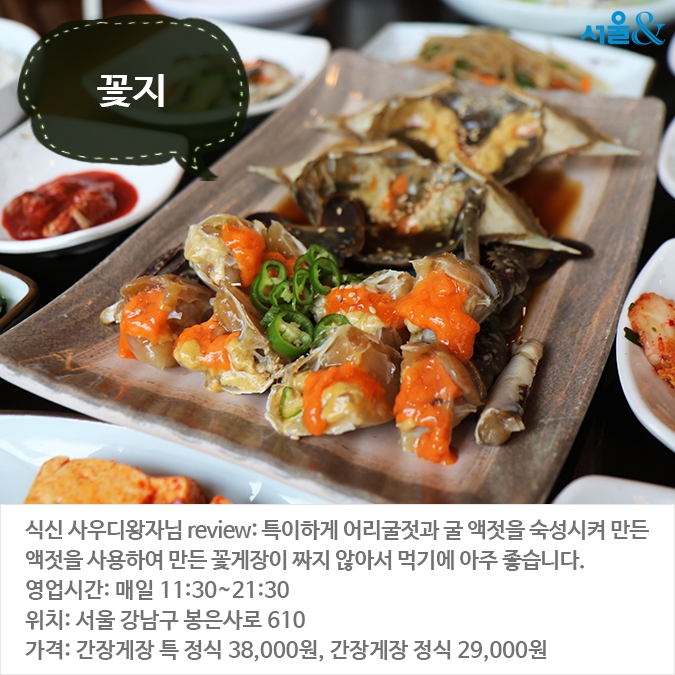 서울&
꽃지
식신 사우디왕자님 review: 특이하게 어리굴젓과 굴 액젓을 숙성시켜 만든
액젓을 사용하여 만든 꽃게장이 짜지 않아서 먹기에 아주 좋습니다.
영업시간: 매일 11:30~21:30
위치: 서울 강남구 봉은사로 610
가격: 간장게장 특 정식 38,000원, 간장게장 정식 29,000원